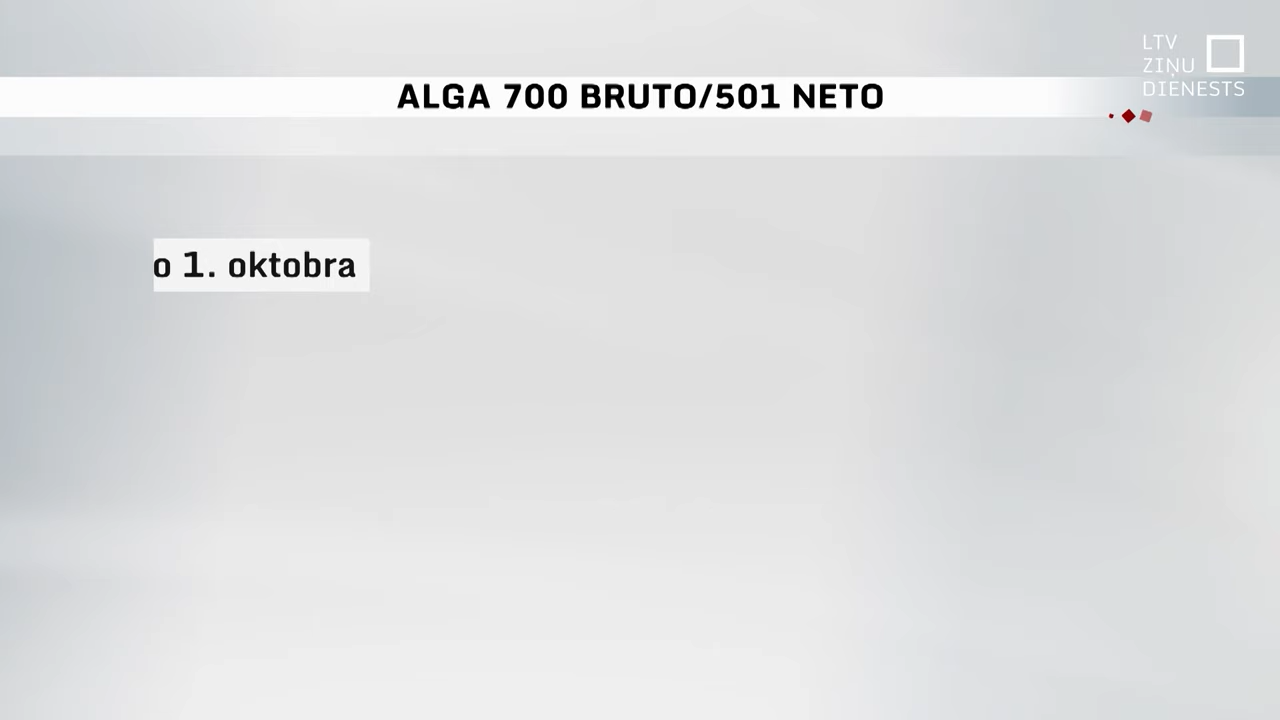 LTV
ZIŅU
DIENESTS
ALGA 700 BRUTO/501 NETO
o 1. oktobra